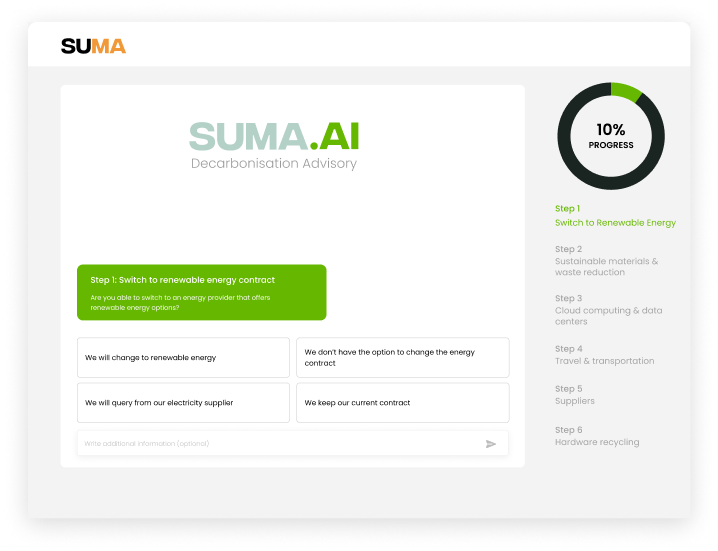 SUMA
SUMA.AI
Decarbonisation Advisory
Step 1: Switch to renewable energy contract
Are you able to switch to an energy provider that offers
renewable energy options?
We will change to renewable energy
We don't have the option to change the energy
contract
We will query from our electricity supplier
We keep our current contract
Write additional information (optional)
10%
PROGRESS
Step 1
Switch to Renewable Energy
Step 2
Sustainable materials &
waste reduction
Step 3
Cloud computing & data
centers
Step 4
Travel & transportation
Step 5
Suppliers
Step 6
Hardware recycling